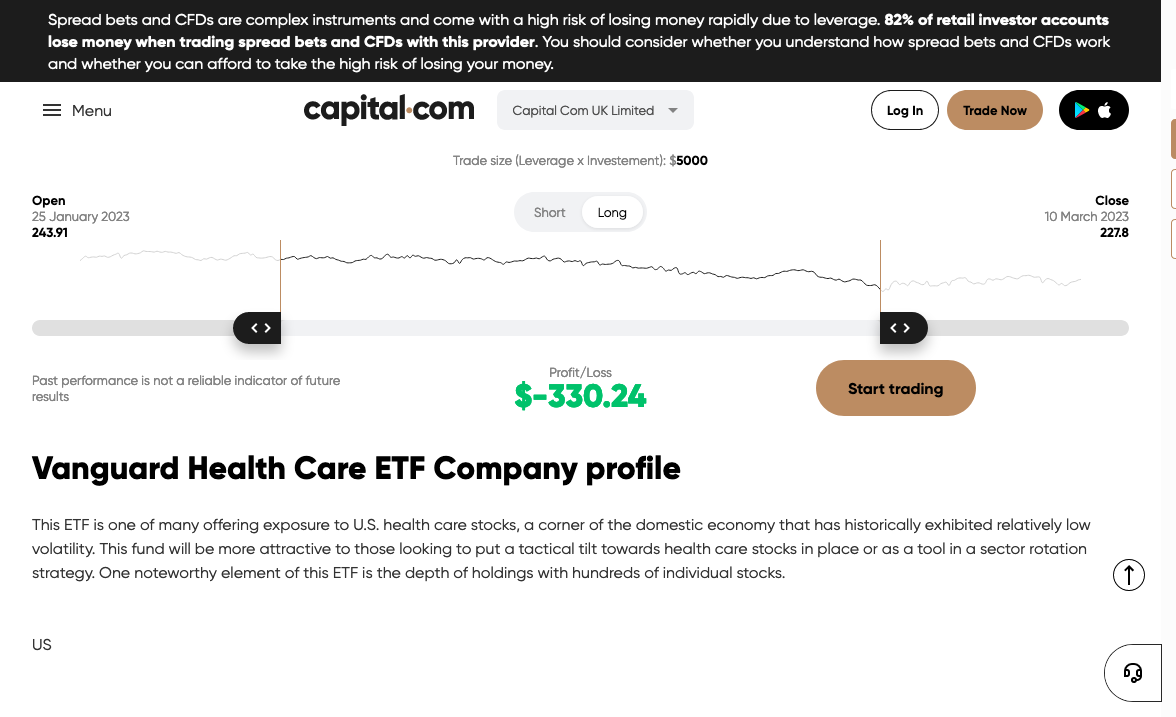 Spread bets and CFDs are complex instruments and come with a high risk of losing money rapidly due to leverage. 82% of retail investor accounts
lose money when trading spread bets and CFDs with this provider. You should consider whether you understand how spread bets and CFDs work
and whether you can afford to take the high risk of losing your money.
Menu
capital.com
Capital Com UK Limited
Log In
Trade Now
Trade size (Leverage x Investement): $5000
Open
25 January 2023
243.91
Short
Long
Close
10 March 2023
227.8
Past performance is not a reliable indicator of future
results
Profit/Loss
$-330.24
Start trading
Vanguard Health Care ETF Company profile
This ETF is one of many offering exposure to U.S. health care stocks, a corner of the domestic economy that has historically exhibited relatively low
volatility. This fund will be more attractive to those looking to put a tactical tilt towards health care stocks in place or as a tool in a sector rotation
strategy. One noteworthy element of this ETF is the depth of holdings with hundreds of individual stocks.
US